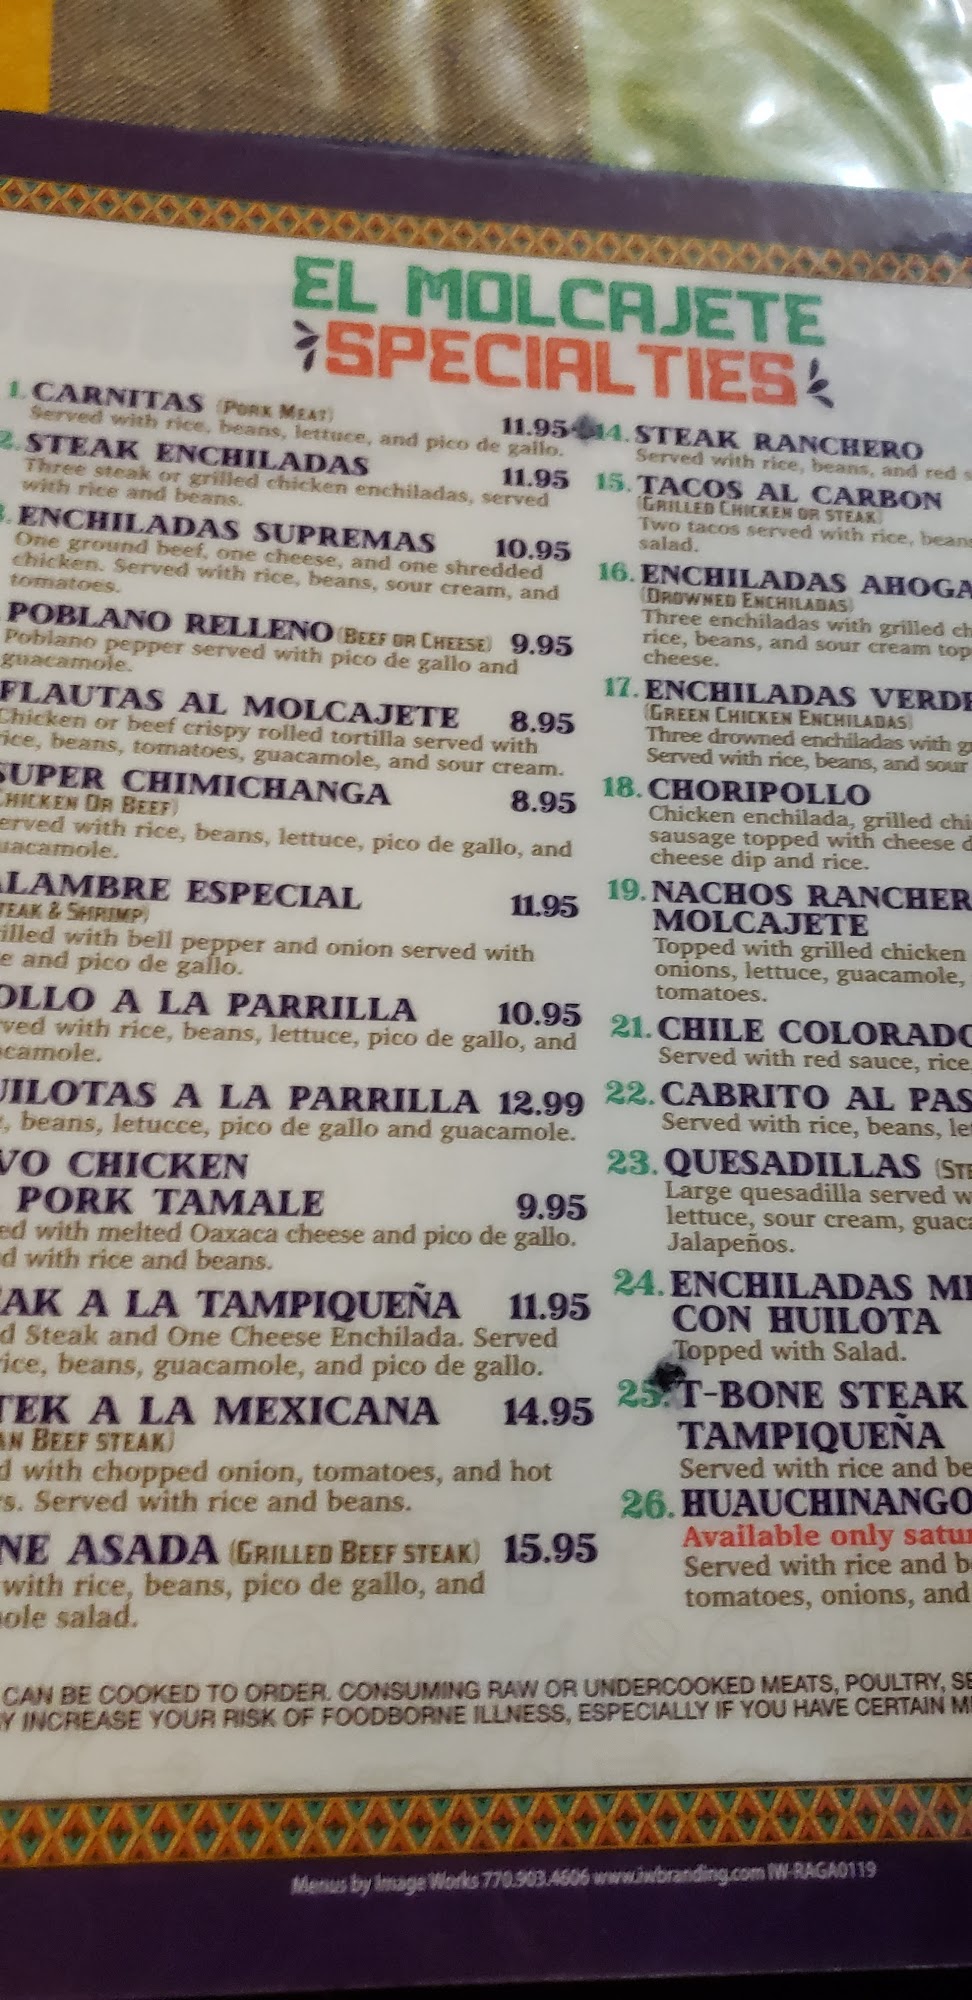 EL MOLCAJETE
SPECIALTIES
1. CARNITAS (PORK MEAT) 11.95
Served with rice, beans, lettuce, and pico de gallo.
2. STEAK ENCHILADAS 11.95
Three steak or grilled chicken enchiladas, served
with rice and beans.
ENCHILADAS SUPREMAS 10.95
One ground beef, one cheese, and one shredded
chicken. Served with rice, beans, sour cream, and
tomatoes.
POBLANO RELLENO (BEEF OR CHEESE) 9.95
Poblano pepper served with pico de gallo and
guacamole.
FLAUTAS AL MOLCAJETE 8.95
Chicken or beef crispy rolled tortilla served with
rice, beans, tomatoes, guacamole, and sour cream.
SUPER CHIMICHANGA 8.95
CHICKEN OR BEEF)
erved with rice, beans, lettuce, pico de gallo, and
uacamole.
ALAMBRE ESPECIAL 11.95
TEAK & SHRIMP)
illed with bell pepper and onion served with
e and pico de gallo.
OLLO A LA PARRILLA 10.95
ved with rice, beans, lettuce, pico de gallo, and
camole.
UILOTAS A LA PARRILLA 12.99
, beans, letucce, pico de gallo and guacamole.
VO CHICKEN
PORK TAMALE 9.95
ed with melted Oaxaca cheese and pico de gallo.
d with rice and beans.
AK A LA TAMPIQUEÑA 11.95
d Steak and One Cheese Enchilada. Served
rice, beans, guacamole, and pico de gallo.
TEK A LA MEXICANA 14.95
AN BEEF STEAK)
d with chopped onion, tomatoes, and hot
rs. Served with rice and beans.
NE ASADA (GRILLED BEEF STEAK) 15.95
with rice, beans, pico de gallo, and
ole salad.
14. STEAK RANCHERO
Served with rice, beans, and red s
15. TACOS AL CARBON
(GRILLED CHICKEN OR STEAK)
Two tacos served with rice, bean
salad.
16. ENCHILADAS AHOGA
(DROWNED ENCHILADAS)
Three enchiladas with grilled ch
rice, beans, and sour cream top
cheese.
17. ENCHILADAS VERDE
(GREEN CHICKEN ENCHILADAS)
Three drowned enchiladas with g
Served with rice, beans, and sour
18. CHORIPOLLO
Chicken enchilada, grilled chi
sausage topped with cheese d
cheese dip and rice.
19. NACHOS RANCHER
MOLCAJETE
Topped with grilled chicken
onions, lettuce, guacamole,
tomatoes.
21. CHILE COLORADO
Served with red sauce, rice
22. CABRITO AL PAS
Served with rice, beans, le
23. QUESADILLAS (STE
Large quesadilla served w
lettuce, sour cream, guaca
Jalapeños.
24. ENCHILADAS ME
CON HUILOTA
Topped with Salad.
25. T-BONE STEAK
TAMPIQUEÑA
Served with rice and be
26. HUAUCHINANGO
Available only satur
Served with rice and b
tomatoes, onions, and
CAN BE COOKED TO ORDER. CONSUMING RAW OR UNDERCOOKED MEATS, POULTRY, SE
Y INCREASE YOUR RISK OF FOODBORNE ILLNESS, ESPECIALLY IF YOU HAVE CERTAIN M
Menus by Image Works 770.903.4606 www.iwbranding.com IW-RAGA0119